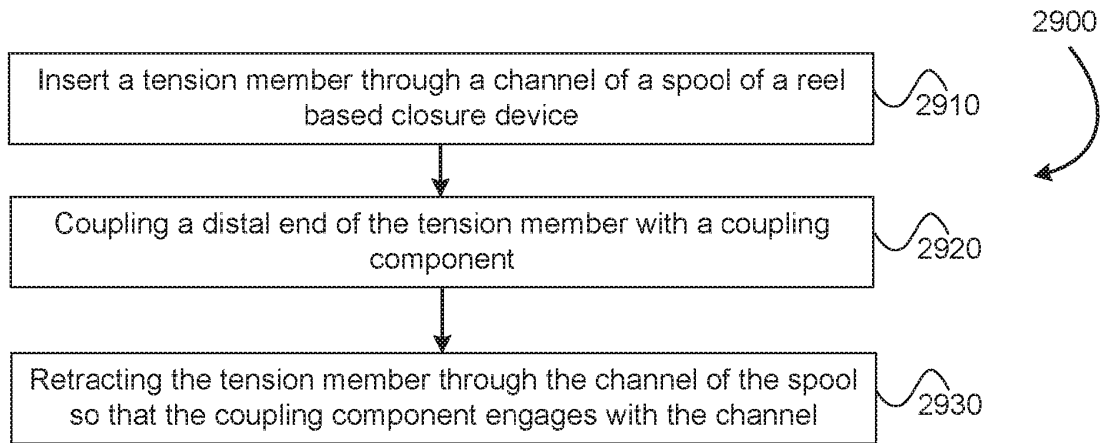 2900
Insert a tension member through a channel of a spool of a reel
based closure device
2910
Coupling a distal end of the tension member with a coupling
component
2920
Retracting the tension member through the channel of the spool
so that the coupling component engages with the channel
2930